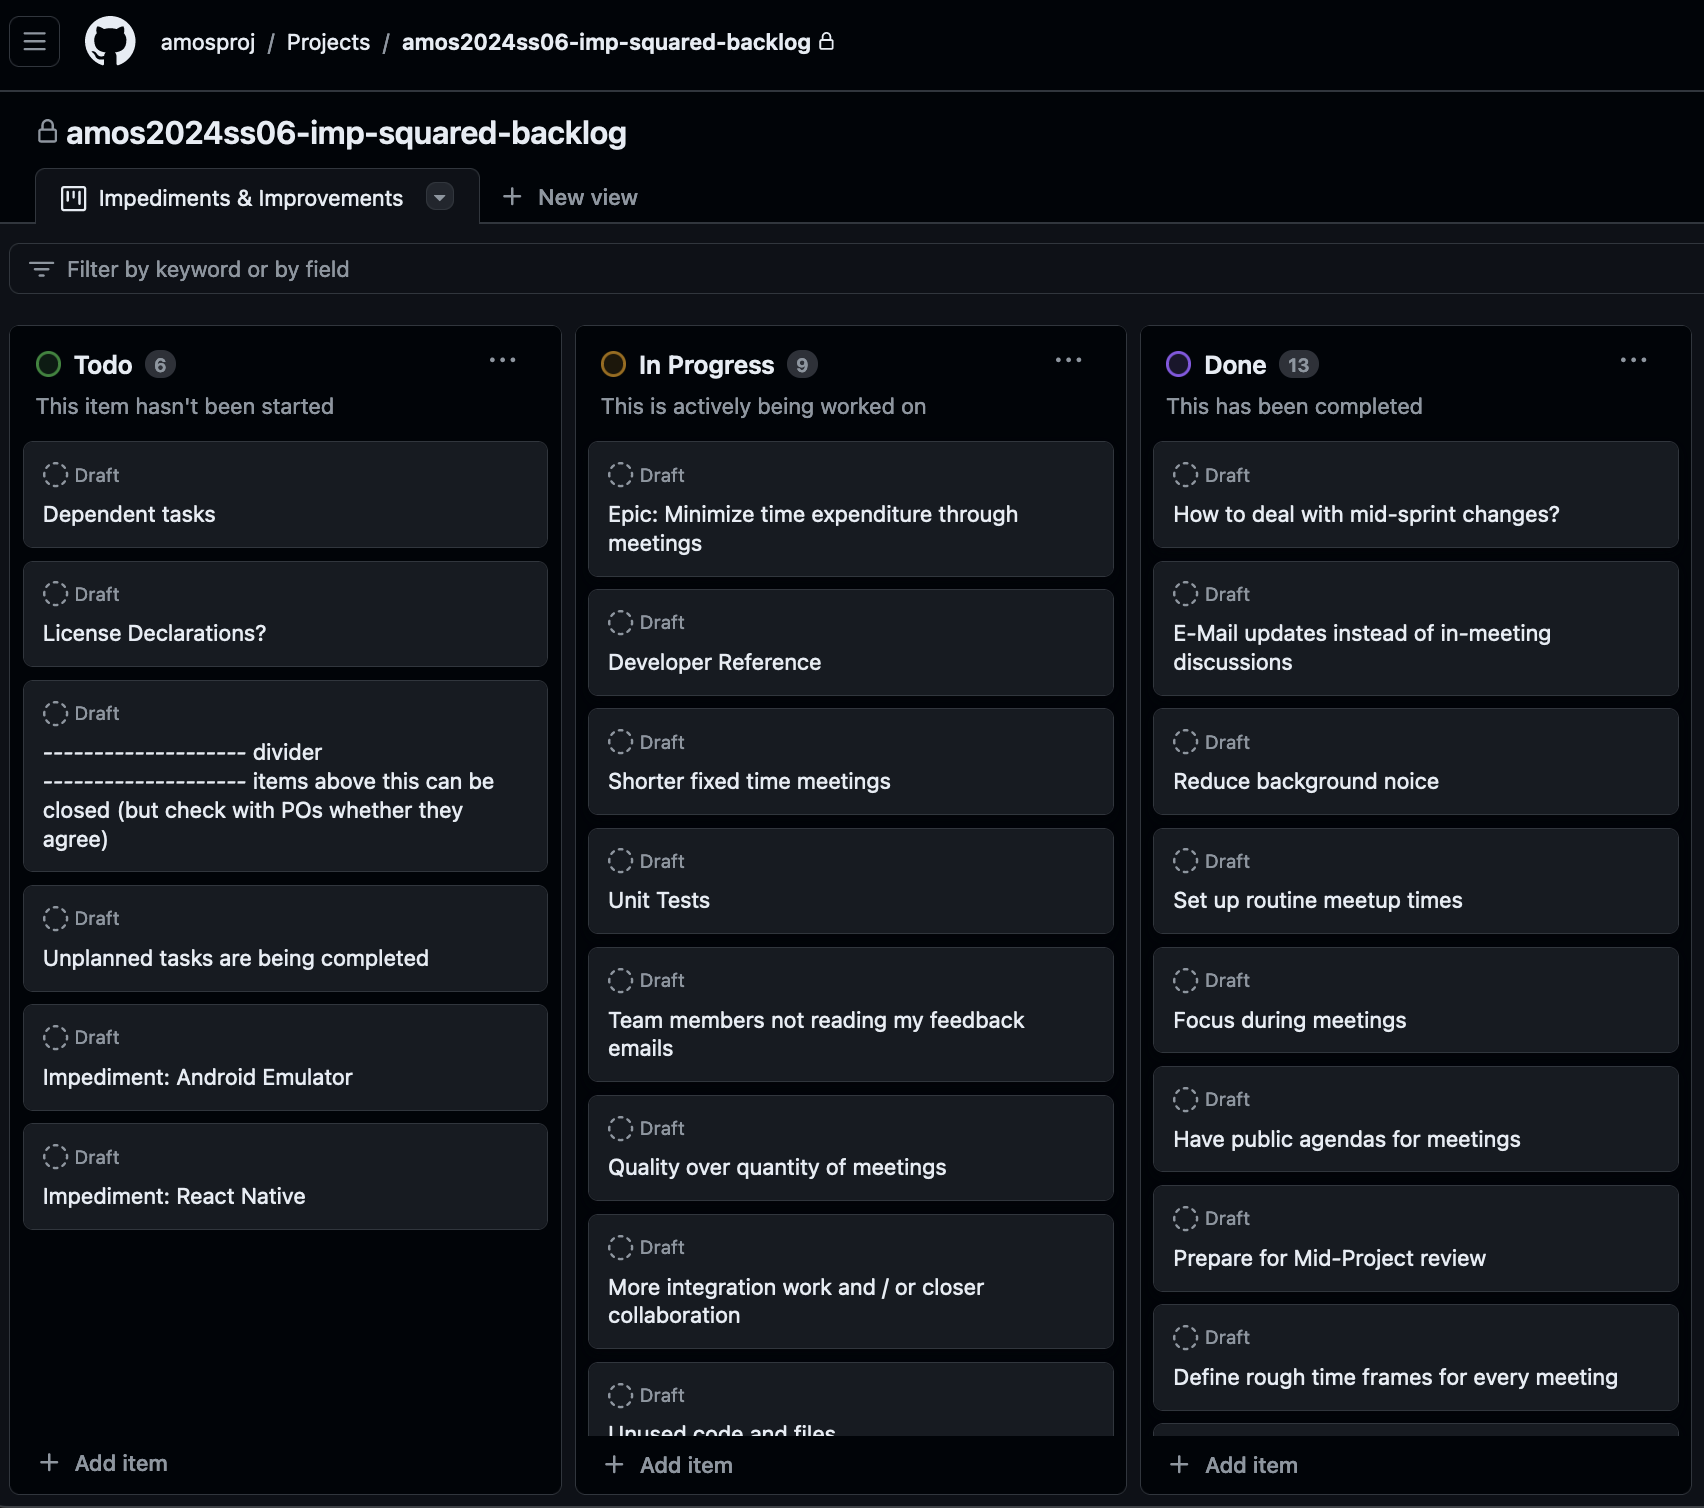 amosproj / Projects / amos2024ss06-imp-squared-backlog
amos2024ss06-imp-squared-backlog
Impediments & Improvements
New view
Filter by keyword or by field
Todo 6
This item hasn't been started
Draft
Dependent tasks
Draft
License Declarations?
Draft
-------------------- divider
-------------------- items above this can be
closed (but check with POs whether they
agree)
Draft
Unplanned tasks are being completed
Draft
Impediment: Android Emulator
Draft
Impediment: React Native
Add item
In Progress 9
This is actively being worked on
Draft
Epic: Minimize time expenditure through
meetings
Draft
Developer Reference
Draft
Shorter fixed time meetings
Draft
Unit Tests
Draft
Team members not reading my feedback
emails
Draft
Quality over quantity of meetings
Draft
More integration work and / or closer
collaboration
Draft
Unused code and files
Add item
Done 13
This has been completed
Draft
How to deal with mid-sprint changes?
Draft
E-Mail updates instead of in-meeting
discussions
Draft
Reduce background noice
Draft
Set up routine meetup times
Draft
Focus during meetings
Draft
Have public agendas for meetings
Draft
Prepare for Mid-Project review
Draft
Define rough time frames for every meeting
Add item